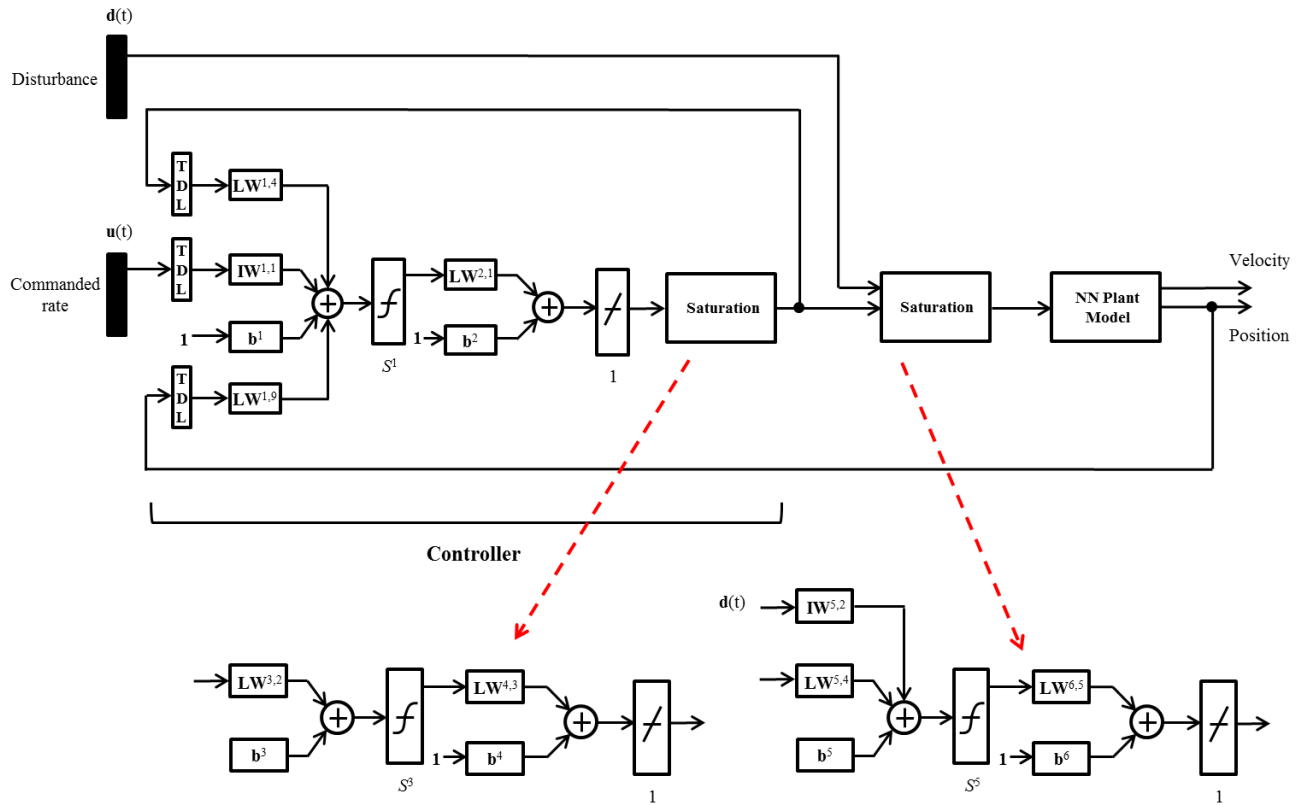 d(t)
Disturbance
T
D
L
LW1,4
u(t)
T
D
L
IW1,1
LW2,1
Velocity
Commanded
rate
Saturation
Saturation
NN Plant
Model
1
b1
1
b2
Position
S1
1
T
D
L
LW1,9
Controller
d(t)
IW5,2
LW3,2
LW4,3
LW5,4
LW6,5
b3
1
b4
b5
1
b6
S3
1
S5
1